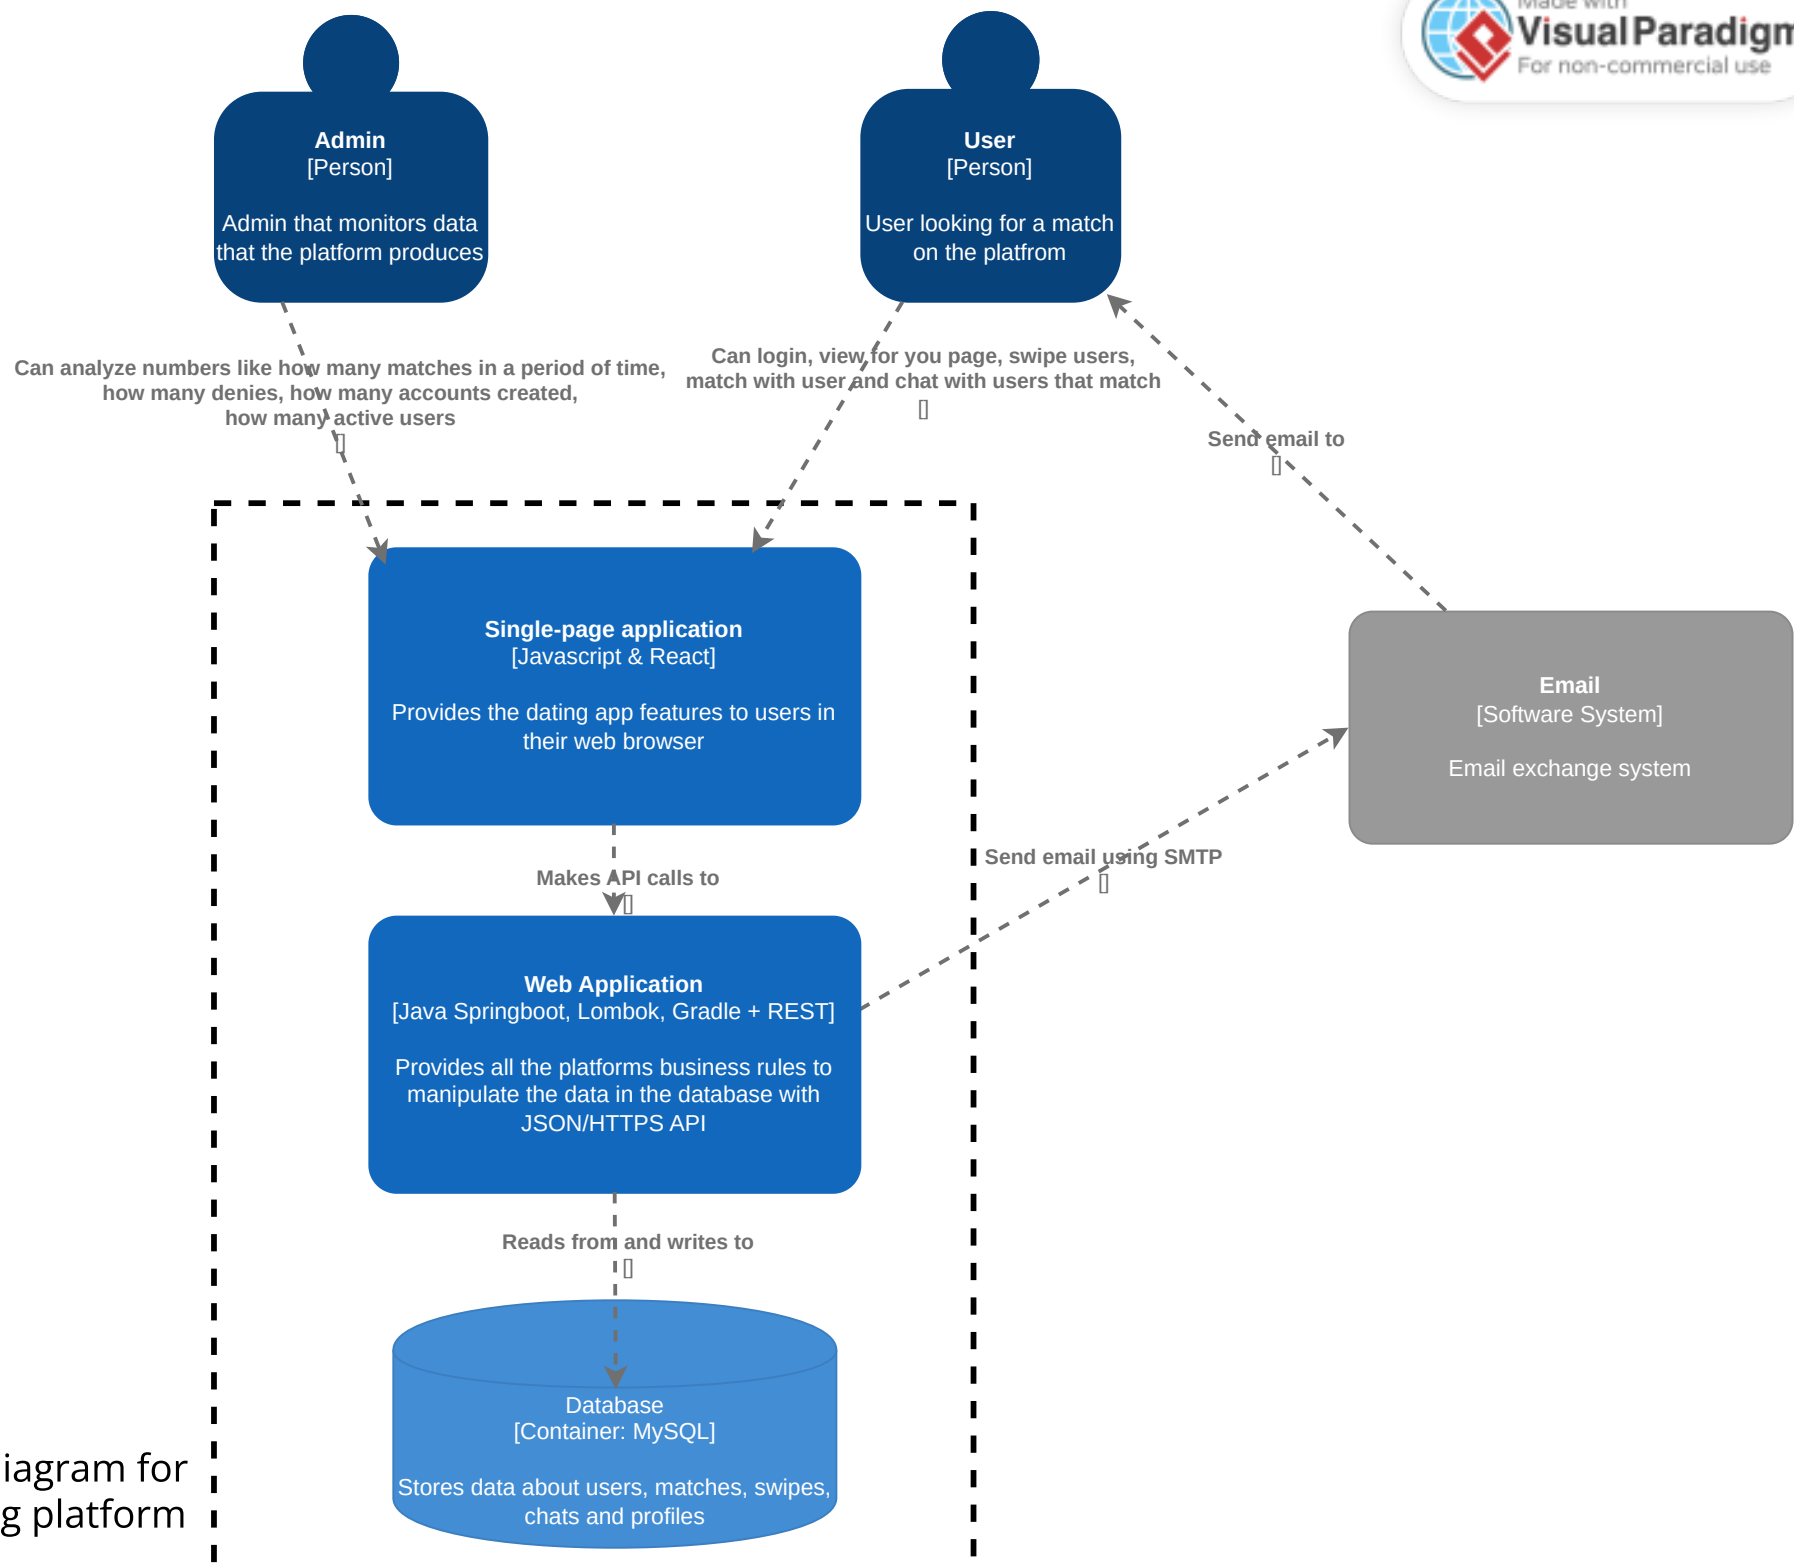 Made with
Visual Paradigm
For non-commercial use
Admin
[Person]
Admin that monitors data
that the platform produces
User
[Person]
User looking for a match
on the platfrom
Can analyze numbers like how many matches in a period of time,
how many denies, how many accounts created,
how many active users
[]
Can login, view for you page, swipe users,
match with user and chat with users that match
[]
Send email to
[]
Single-page application
[Javascript & React]
Provides the dating app features to users in
their web browser
Email
[Software System]
Email exchange system
Makes API calls to
[]
Send email using SMTP
[]
Web Application
[Java Springboot, Lombok, Gradle + REST]
Provides all the platforms business rules to
manipulate the data in the database with
JSON/HTTPS API
Reads from and writes to
[]
Database
[Container: MySQL]
Stores data about users, matches, swipes,
chats and profiles
iagram for
g platform